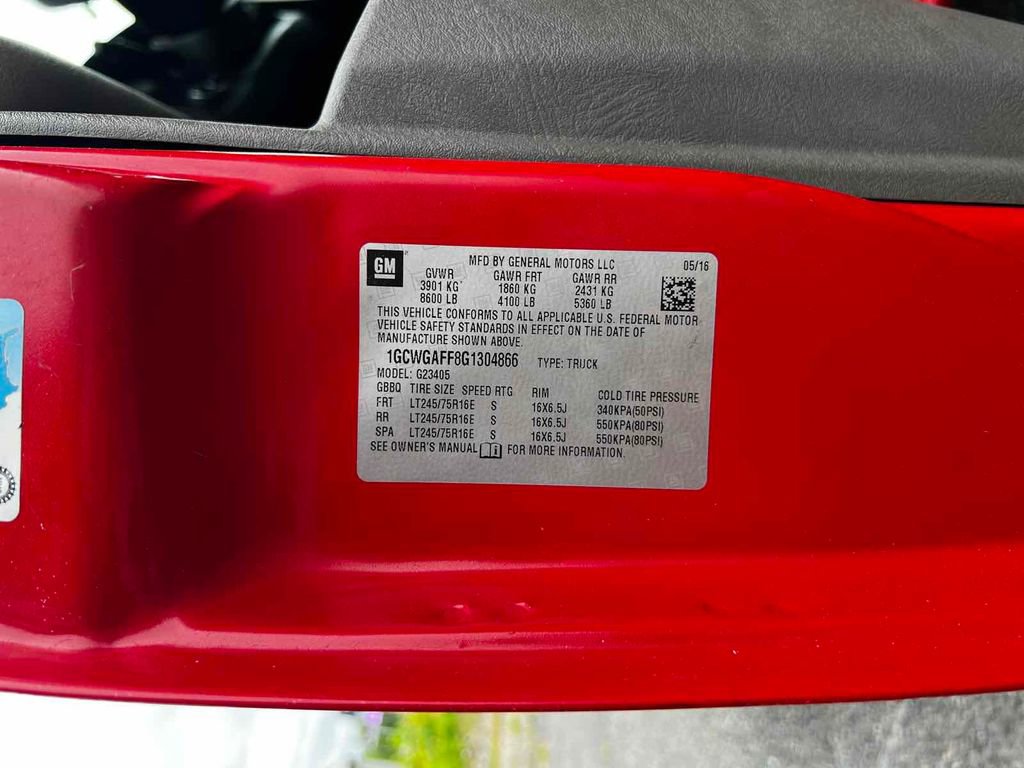 GM
MFD BY GENERAL MOTORS LLC 05/16
GVWR GAWR FRT GAWR RR
3901 KG 1860 KG 2431 KG
8600 LB 4100 LB 5360 LB
THIS VEHICLE CONFORMS TO ALL APPLICABLE U.S. FEDERAL MOTOR
VEHICLE SAFETY STANDARDS IN EFFECT ON THE DATE OF
MANUFACTURE SHOWN ABOVE.
1GCWGAFF8G1304866 TYPE: TRUCK
MODEL: G23405
GBBQ TIRE SIZE SPEED RTG RIM COLD TIRE PRESSURE
FRT LT245/75R16E S 16X6.5J 340KPA(50PSI)
RR LT245/75R16E S 16X6.5J 550KPA(80PSI)
SPA LT245/75R16E S 16X6.5J 550KPA(80PSI)
SEE OWNER'S MANUAL FOR MORE INFORMATION.